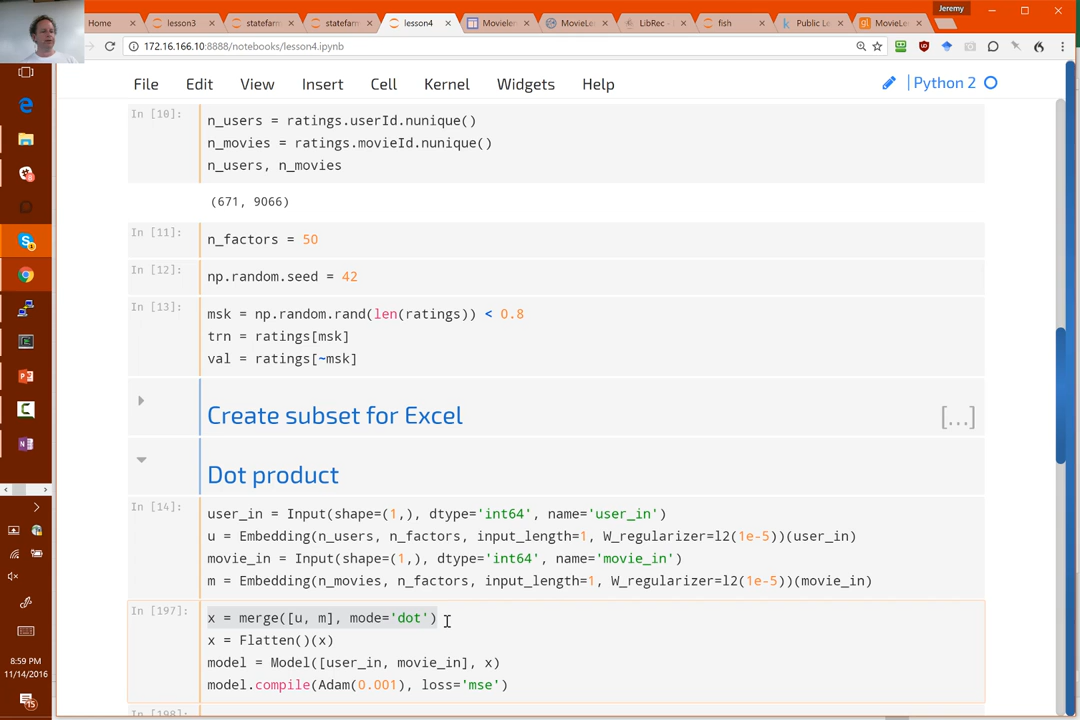 Jeremy
Home
lesson3
statefarm
statefarm
lesson4
Movielen
MovieLe
LibRec -
fish
Public Le
MovieLe
172.16.166.10:8888/notebooks/lesson4.ipynb
File Edit View Insert Cell Kernel Widgets Help
Python 2
In [10]:
n_users = ratings.userId.nunique()
n_movies = ratings.movieId.nunique()
n_users, n_movies
(671, 9066)
In [11]:
n_factors = 50
In [12]:
np.random.seed = 42
In [13]:
msk = np.random.rand(len(ratings)) < 0.8
trn = ratings[msk]
val = ratings[~msk]
Create subset for Excel
[...]
Dot product
In [14]:
user_in = Input(shape=(1,), dtype='int64', name='user_in')
u = Embedding(n_users, n_factors, input_length=1, W_regularizer=l2(1e-5))(user_in)
movie_in = Input(shape=(1,), dtype='int64', name='movie_in')
m = Embedding(n_movies, n_factors, input_length=1, W_regularizer=l2(1e-5))(movie_in)
In [197]:
x = merge([u, m], mode='dot')
x = Flatten()(x)
model = Model([user_in, movie_in], x)
model.compile(Adam(0.001), loss='mse')
In [198]:
8:59 PM
11/14/2016
15